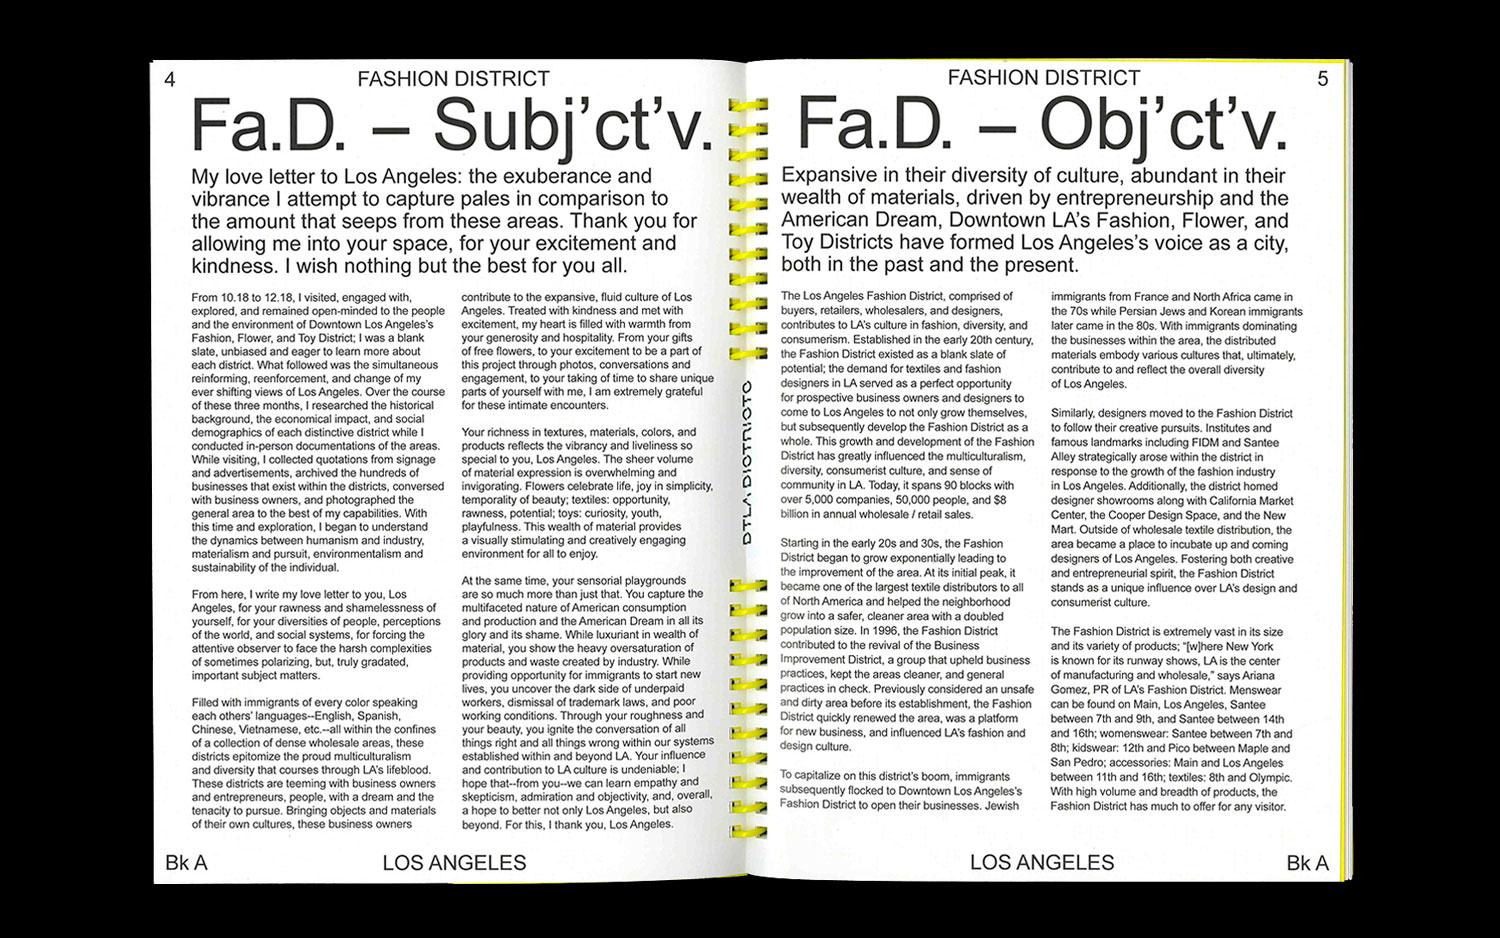 4
FASHION DISTRICT
Fa.D. – Subj’ct’v.
My love letter to Los Angeles: the exuberance and
vibrance I attempt to capture pales in comparison to
the amount that seeps from these areas. Thank you for
allowing me into your space, for your excitement and
kindness. I wish nothing but the best for you all.
From 10.18 to 12.18, I visited, engaged with,
explored, and remained open-minded to the people
and the environment of Downtown Los Angeles’s
Fashion, Flower, and Toy District; I was a blank
slate, unbiased and eager to learn more about
each district. What followed was the simultaneous
reinforming, reenforcement, and change of my
ever shifting views of Los Angeles. Over the course
of these three months, I researched the historical
background, the economical impact, and social
demographics of each distinctive district while I
conducted in-person documentations of the areas.
While visiting, I collected quotations from signage
and advertisements, archived the hundreds of
businesses that exist within the districts, conversed
with business owners, and photographed the
general area to the best of my capabilities. With
this time and exploration, I began to understand
the dynamics between humanism and industry,
materialism and pursuit, environmentalism and
sustainability of the individual.
From here, I write my love letter to you, Los
Angeles, for your rawness and shamelessness of
yourself, for your diversities of people, perceptions
of the world, and social systems, for forcing the
attentive observer to face the harsh complexities
of sometimes polarizing, but, truly gradated,
important subject matters.
Filled with immigrants of every color speaking
each others’ languages--English, Spanish,
Chinese, Vietnamese, etc.--all within the confines
of a collection of dense wholesale areas, these
districts epitomize the proud multiculturalism
and diversity that courses through LA’s lifeblood.
These districts are teeming with business owners
and entrepreneurs, people, with a dream and the
tenacity to pursue. Bringing objects and materials
of their own cultures, these business owners
contribute to the expansive, fluid culture of Los
Angeles. Treated with kindness and met with
excitement, my heart is filled with warmth from
your generosity and hospitality. From your gifts
of free flowers, to your excitement to be a part of
this project through photos, conversations and
engagement, to your taking of time to share unique
parts of yourself with me, I am extremely grateful
for these intimate encounters.
Your richness in textures, materials, colors, and
products reflects the vibrancy and liveliness so
special to you, Los Angeles. The sheer volume
of material expression is overwhelming and
invigorating. Flowers celebrate life, joy in simplicity,
temporality of beauty; textiles: opportunity,
rawness, potential; toys: curiosity, youth,
playfulness. This wealth of material provides
a visually stimulating and creatively engaging
environment for all to enjoy.
At the same time, your sensorial playgrounds
are so much more than just that. You capture the
multifaceted nature of American consumption
and production and the American Dream in all its
glory and its shame. While luxuriant in wealth of
material, you show the heavy oversaturation of
products and waste created by industry. While
providing opportunity for immigrants to start new
lives, you uncover the dark side of underpaid
workers, dismissal of trademark laws, and poor
working conditions. Through your roughness and
your beauty, you ignite the conversation of all
things right and all things wrong within our systems
established within and beyond LA. Your influence
and contribution to LA culture is undeniable; I
hope that--from you--we can learn empathy and
skepticism, admiration and objectivity, and, overall,
a hope to better not only Los Angeles, but also
beyond. For this, I thank you, Los Angeles.
Bk A
LOS ANGELES
FASHION DISTRICT
5
Fa.D. – Obj’ct’v.
Expansive in their diversity of culture, abundant in their
wealth of materials, driven by entrepreneurship and the
American Dream, Downtown LA’s Fashion, Flower, and
Toy Districts have formed Los Angeles’s voice as a city,
both in the past and the present.
The Los Angeles Fashion District, comprised of
buyers, retailers, wholesalers, and designers,
contributes to LA’s culture in fashion, diversity, and
consumerism. Established in the early 20th century,
the Fashion District existed as a blank slate of
potential; the demand for textiles and fashion
designers in LA served as a perfect opportunity
for prospective business owners and designers to
come to Los Angeles to not only grow themselves,
but subsequently develop the Fashion District as a
whole. This growth and development of the Fashion
District has greatly influenced the multiculturalism,
diversity, consumerist culture, and sense of
community in LA. Today, it spans 90 blocks with
over 5,000 companies, 50,000 people, and $8
billion in annual wholesale / retail sales.
Starting in the early 20s and 30s, the Fashion
District began to grow exponentially leading to
the improvement of the area. At its initial peak, it
became one of the largest textile distributors to all
of North America and helped the neighborhood
grow into a safer, cleaner area with a doubled
population size. In 1996, the Fashion District
contributed to the revival of the Business
Improvement District, a group that upheld business
practices, kept the areas cleaner, and general
practices in check. Previously considered an unsafe
and dirty area before its establishment, the Fashion
District quickly renewed the area, was a platform
for new business, and influenced LA’s fashion and
design culture.
To capitalize on this district’s boom, immigrants
subsequently flocked to Downtown Los Angeles’s
Fashion District to open their businesses. Jewish
immigrants from France and North Africa came in
the 70s while Persian Jews and Korean immigrants
later came in the 80s. With immigrants dominating
the businesses within the area, the distributed
materials embody various cultures that, ultimately,
contribute to and reflect the overall diversity
of Los Angeles.
Similarly, designers moved to the Fashion District
to follow their creative pursuits. Institutes and
famous landmarks including FIDM and Santee
Alley strategically arose within the district in
response to the growth of the fashion industry
in Los Angeles. Additionally, the district homed
designer showrooms along with California Market
Center, the Cooper Design Space, and the New
Mart. Outside of wholesale textile distribution, the
area became a place to incubate up and coming
designers of Los Angeles. Fostering both creative
and entrepreneurial spirit, the Fashion District
stands as a unique influence over LA’s design and
consumerist culture.
The Fashion District is extremely vast in its size
and its variety of products; “[w]here New York
is known for its runway shows, LA is the center
of manufacturing and wholesale,” says Ariana
Gomez, PR of LA’s Fashion District. Menswear
can be found on Main, Los Angeles, Santee
between 7th and 9th, and Santee between 14th
and 16th; womenswear: Santee between 7th and
8th; kidswear: 12th and Pico between Maple and
San Pedro; accessories: Main and Los Angeles
between 11th and 16th; textiles: 8th and Olympic.
With high volume and breadth of products, the
Fashion District has much to offer for any visitor.
LOS ANGELES
Bk A